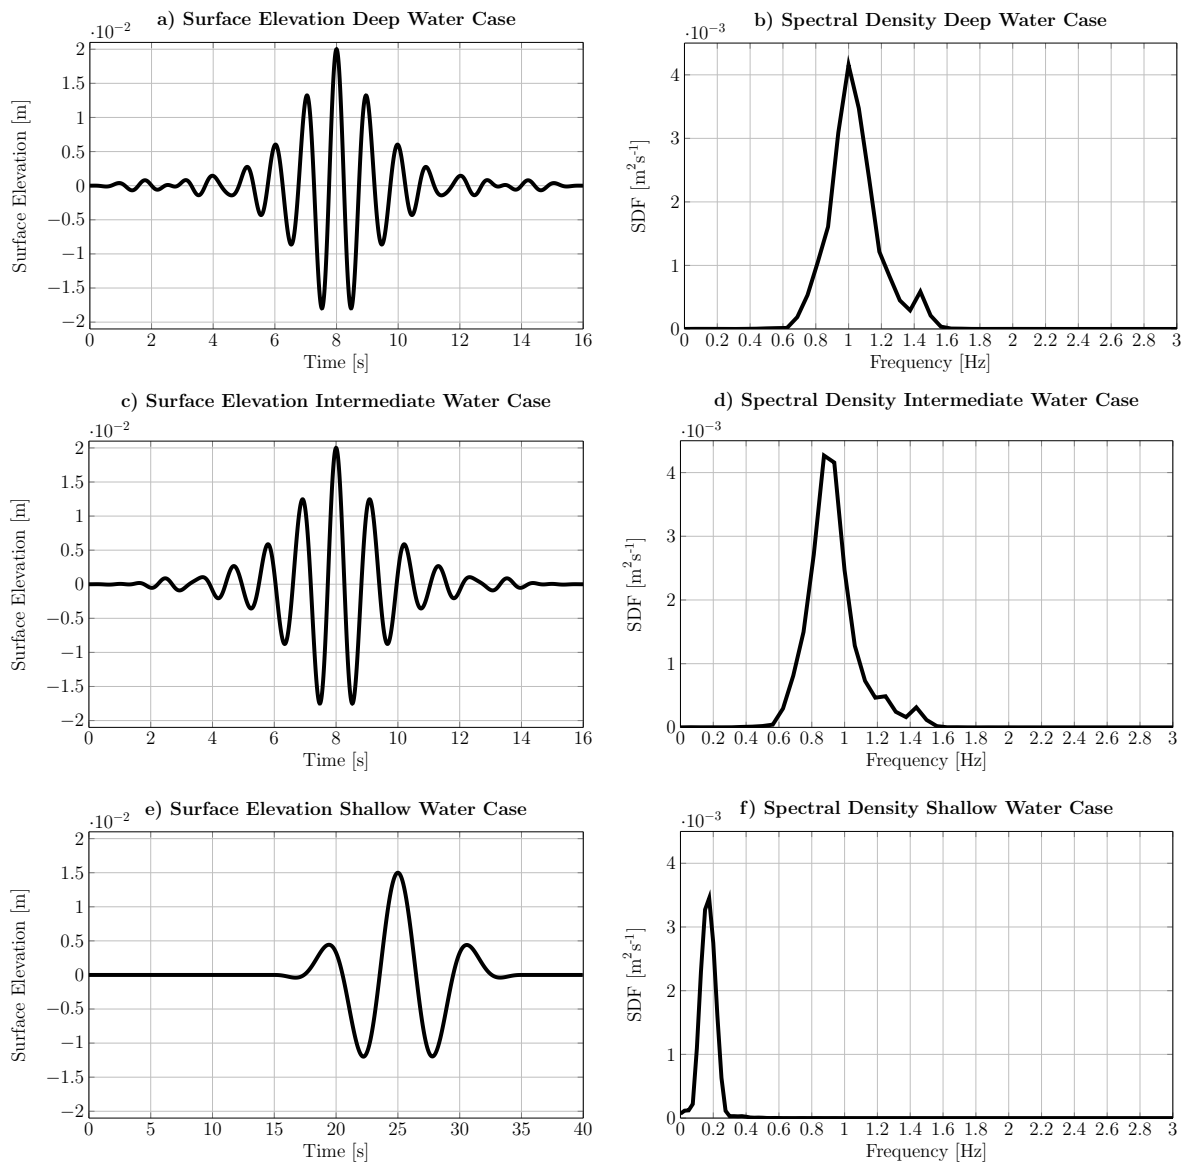 a) Surface Elevation Deep Water Case
·10⁻²
2
1.5
1
0.5
0
−0.5
−1
−1.5
−2
Surface Elevation [m]
0 2 4 6 8 10 12 14 16
Time [s]
b) Spectral Density Deep Water Case
·10⁻³
4
3
2
1
0
SDF [m²s⁻¹]
0 0.2 0.4 0.6 0.8 1 1.2 1.4 1.6 1.8 2 2.2 2.4 2.6 2.8 3
Frequency [Hz]
c) Surface Elevation Intermediate Water Case
·10⁻²
2
1.5
1
0.5
0
−0.5
−1
−1.5
−2
Surface Elevation [m]
0 2 4 6 8 10 12 14 16
Time [s]
d) Spectral Density Intermediate Water Case
·10⁻³
4
3
2
1
0
SDF [m²s⁻¹]
0 0.2 0.4 0.6 0.8 1 1.2 1.4 1.6 1.8 2 2.2 2.4 2.6 2.8 3
Frequency [Hz]
e) Surface Elevation Shallow Water Case
·10⁻²
2
1.5
1
0.5
0
−0.5
−1
−1.5
−2
Surface Elevation [m]
0 5 10 15 20 25 30 35 40
Time [s]
f) Spectral Density Shallow Water Case
·10⁻³
4
3
2
1
0
SDF [m²s⁻¹]
0 0.2 0.4 0.6 0.8 1 1.2 1.4 1.6 1.8 2 2.2 2.4 2.6 2.8 3
Frequency [Hz]